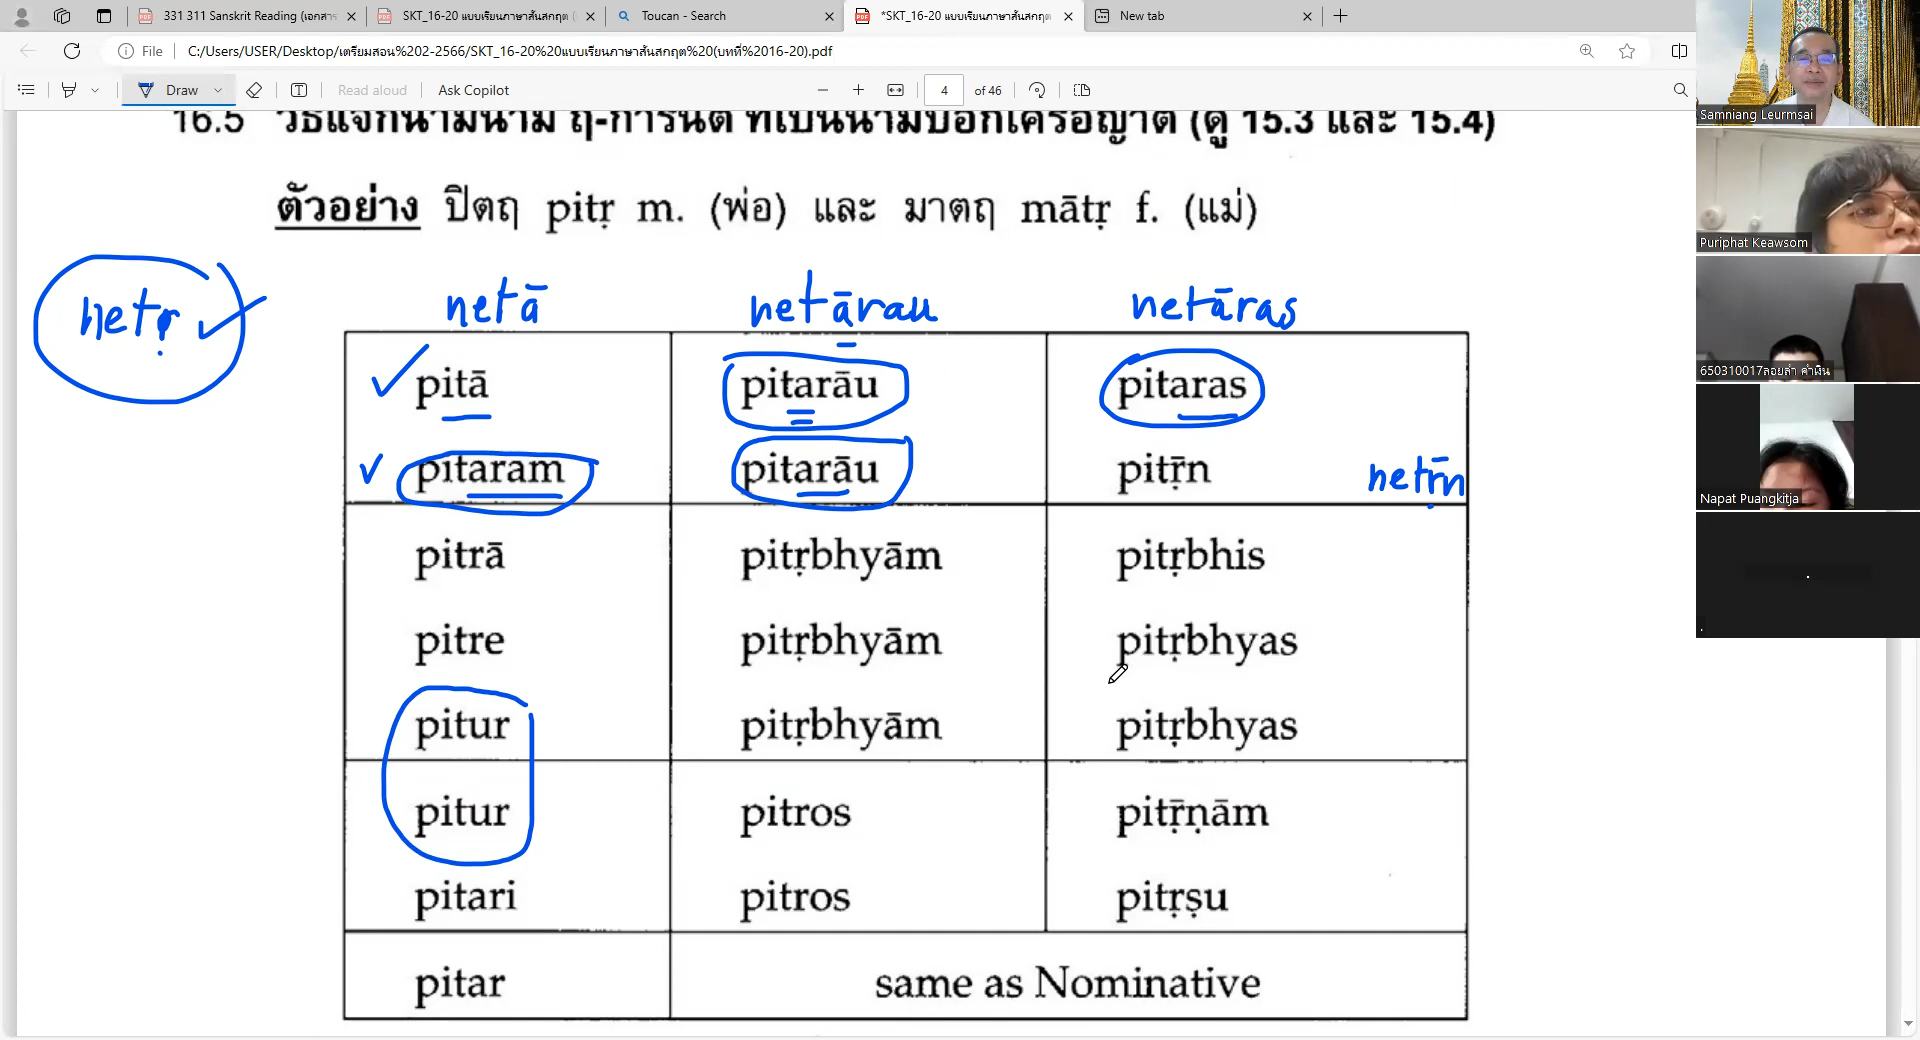 331 311 Sanskrit Reading (เอกสาร
SKT_16-20 แบบเรียนภาษาสันสกฤต (
Toucan - Search
*SKT_16-20 แบบเรียนภาษาสันสกฤต
New tab
File
C:/Users/USER/Desktop/เตรียมสอน%202-2566/SKT_16-20%20แบบเรียนภาษาสันสกฤต%20(บทที่%2016-20).pdf
Draw
Read aloud
Ask Copilot
4
of 46
16.5 วิธีแจกนามนาม ฤ-การันต์ ที่เป็นนามบอกเครือญาติ (ดู 15.3 และ 15.4)
ตัวอย่าง ปิตฤ pitṛ m. (พ่อ) และ มาตฤ mātṛ f. (แม่)
netṛ
netā netārau netāras
pitā pitarāu pitaras
pitaram pitarāu pitṝn netṝn
pitrā pitṛbhyām pitṛbhis
pitre pitṛbhyām pitṛbhyas
pitur pitṛbhyām pitṛbhyas
pitur pitros pitṝṇām
pitari pitros pitṛṣu
pitar same as Nominative
Samniang Leurmsai
Puriphat Keawsom
650310017ลอยลำ คำผิน
Napat Puangkitja
.